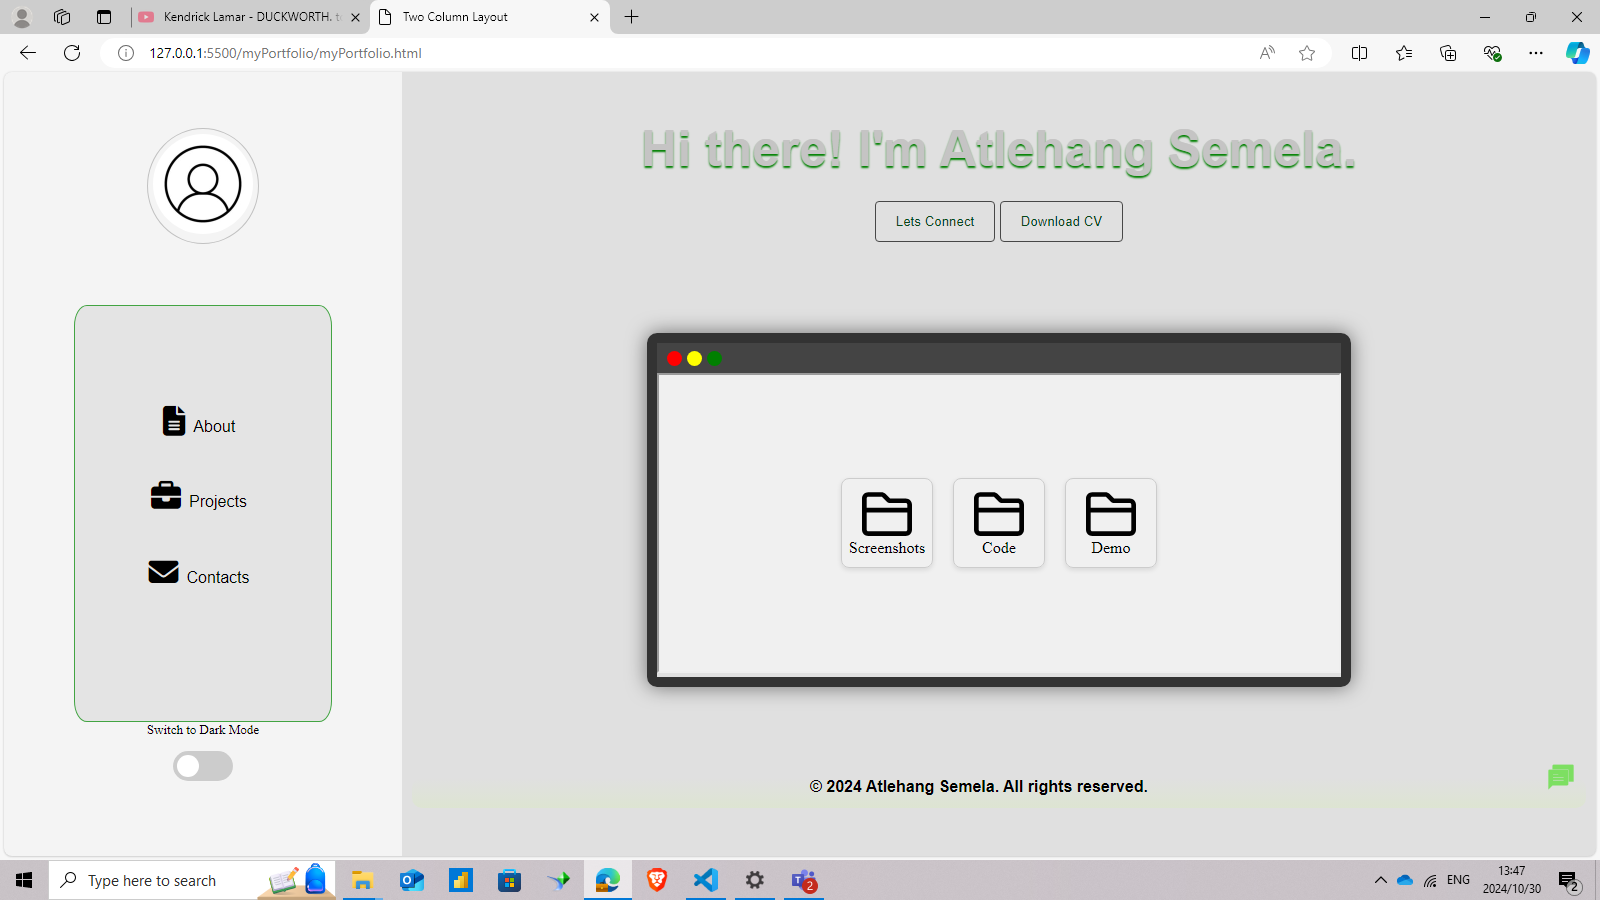 Kendrick Lamar - DUCKWORTH.
Two Column Layout
127.0.0.1:5500/myPortfolio/myPortfolio.html
Hi there! I'm Atlehang Semela.
Lets Connect
Download CV
About
Projects
Contacts
Switch to Dark Mode
Screenshots
Code
Demo
© 2024 Atlehang Semela. All rights reserved.
Type here to search
2
ENG
13:47
2024/10/30
2